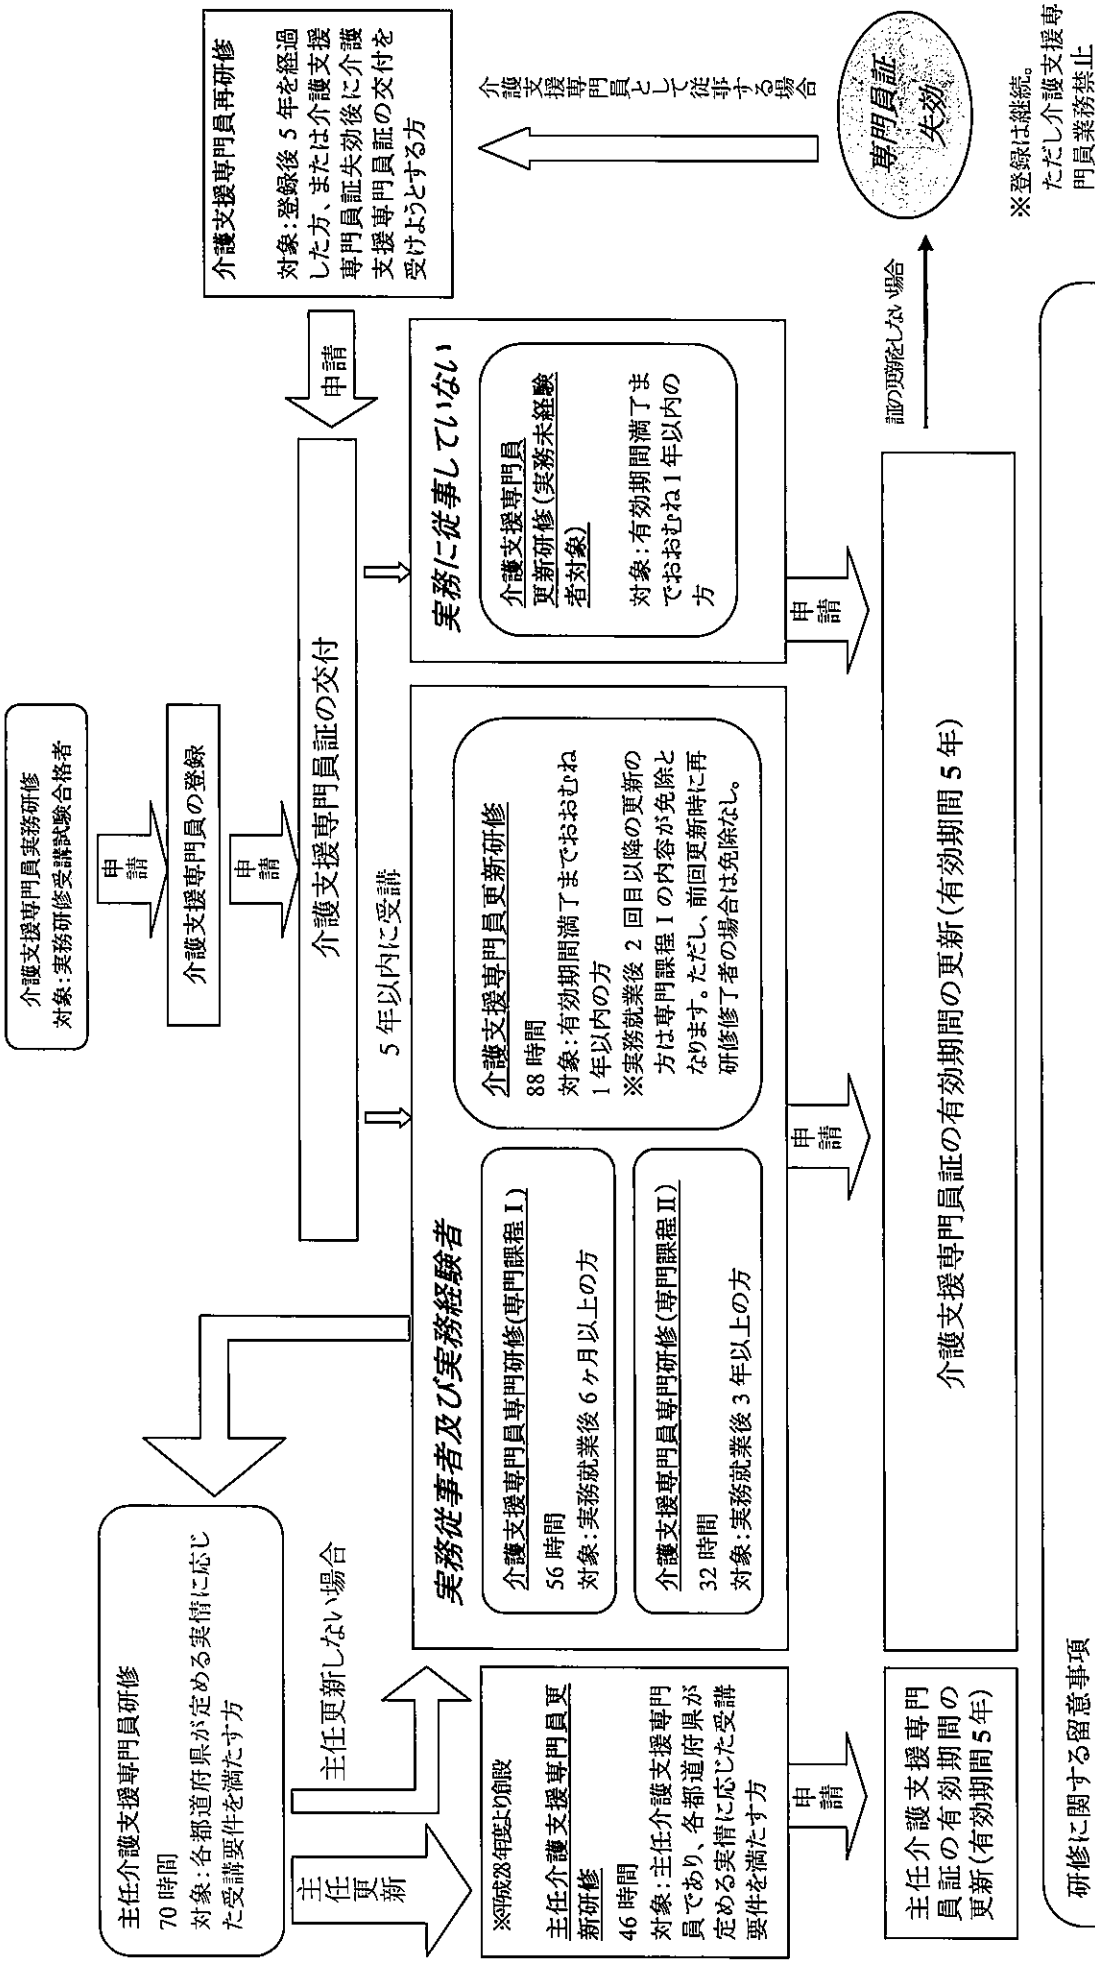 介護支援専門員実務研修
対象：実務研修受講試験合格者
申請
介護支援専門員の登録
申請
介護支援専門員証の交付
5年以内に受講
申請
介護支援専門員再研修
対象：登録後5年を経過
した方、または介護支援
専門員証失効後に介護
支援専門員証の交付を
受けようとする方
介護支援専門員として従事する場合
主任介護支援専門員研修
70時間
対象：各都道府県が定める実情に応じ
た受講要件を満たす方
主任更新
主任更新しない場合
※平成28年度より創設
主任介護支援専門員更
新研修
46時間
対象：主任介護支援専門
員であり、各都道府県が
定める実情に応じた受講
要件を満たす方
申請
主任介護支援専門
員証の有効期間の
更新（有効期間5年）
実務従事者及び実務経験者
介護支援専門員専門研修（専門課程Ⅰ）
56時間
対象：実務就業後6ヶ月以上の方
介護支援専門員専門研修（専門課程Ⅱ）
32時間
対象：実務就業後3年以上の方
介護支援専門員更新研修
88時間
対象：有効期間満了までおおむね
1年以内の方
※実務就業後2回目以降の更新の
方は専門課程Ⅰの内容が免除と
なります。ただし、前回更新時に再
研修修了者の場合は免除なし。
申請
実務に従事していない
介護支援専門員
更新研修（実務未経験
者対象）
対象：有効期間満了ま
でおおむね1年以内の
方
申請
介護支援専門員証の有効期間の更新（有効期間5年）
証の更新をしない場合
専門員証
失効
※登録は継続。
ただし介護支援専
門員業務禁止
研修に関する留意事項